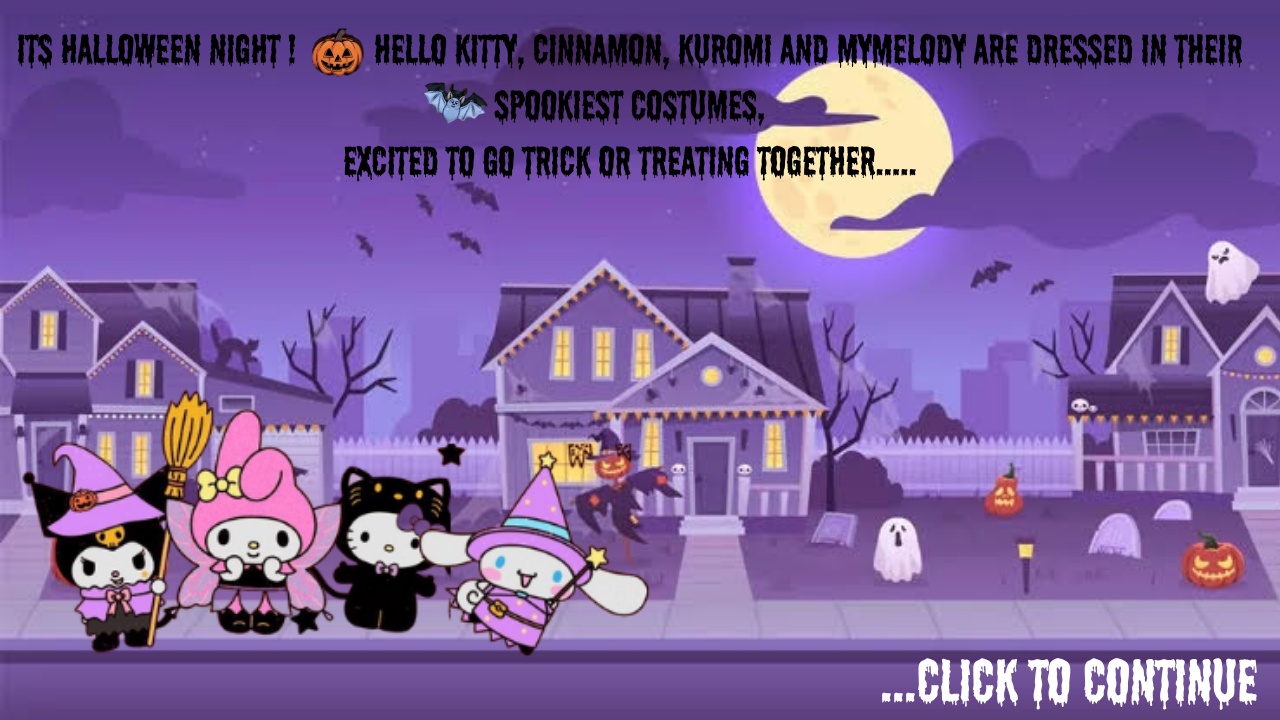 ITS HALLOWEEN NIGHT ! 🎃 HELLO KITTY, CINNAMON, KUROMI AND MYMELODY ARE DRESSED IN THEIR
🦇 SPOOKIEST COSTUMES,
EXCITED TO GO TRICK OR TREATING TOGETHER.....
...CLICK TO CONTINUE